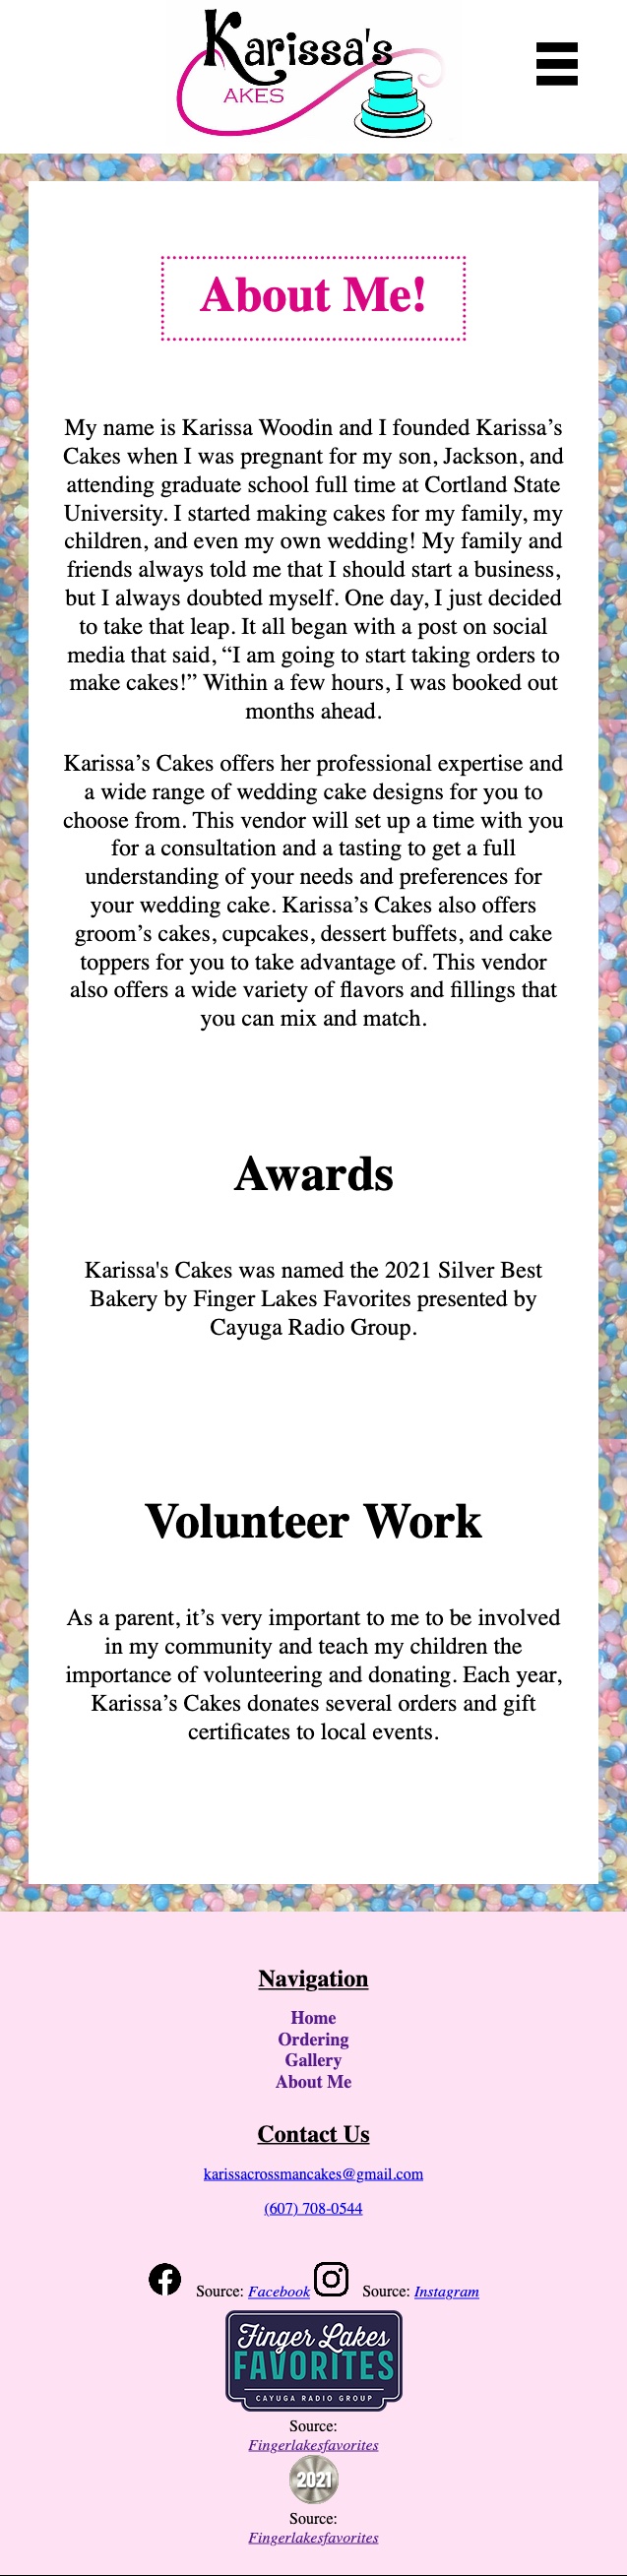 Karissa's
AKES
About Me!
My name is Karissa Woodin and I founded Karissa’s
Cakes when I was pregnant for my son, Jackson, and
attending graduate school full time at Cortland State
University. I started making cakes for my family, my
children, and even my own wedding! My family and
friends always told me that I should start a business,
but I always doubted myself. One day, I just decided
to take that leap. It all began with a post on social
media that said, “I am going to start taking orders to
make cakes!” Within a few hours, I was booked out
months ahead.
Karissa’s Cakes offers her professional expertise and
a wide range of wedding cake designs for you to
choose from. This vendor will set up a time with you
for a consultation and a tasting to get a full
understanding of your needs and preferences for
your wedding cake. Karissa’s Cakes also offers
groom’s cakes, cupcakes, dessert buffets, and cake
toppers for you to take advantage of. This vendor
also offers a wide variety of flavors and fillings that
you can mix and match.
Awards
Karissa's Cakes was named the 2021 Silver Best
Bakery by Finger Lakes Favorites presented by
Cayuga Radio Group.
Volunteer Work
As a parent, it’s very important to me to be involved
in my community and teach my children the
importance of volunteering and donating. Each year,
Karissa’s Cakes donates several orders and gift
certificates to local events.
Navigation
Home
Ordering
Gallery
About Me
Contact Us
karissacrossmancakes@gmail.com
(607) 708-0544
Source: Facebook Source: Instagram
Finger Lakes
FAVORITES
CAYUGA RADIO GROUP
Source:
Fingerlakesfavorites
2021
Source:
Fingerlakesfavorites